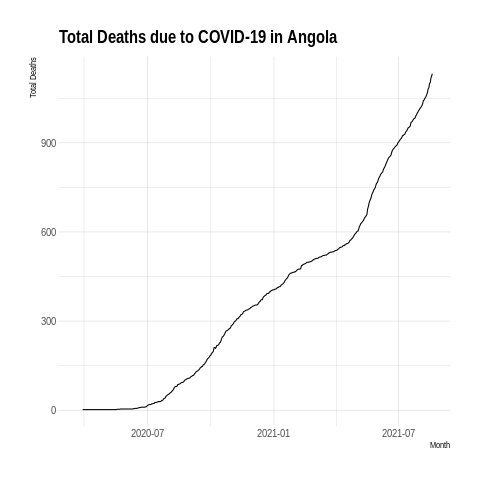 Total Deaths due to COVID-19 in Angola
Total Deaths
900
600
300
0
2020-07
2021-01
2021-07
Month